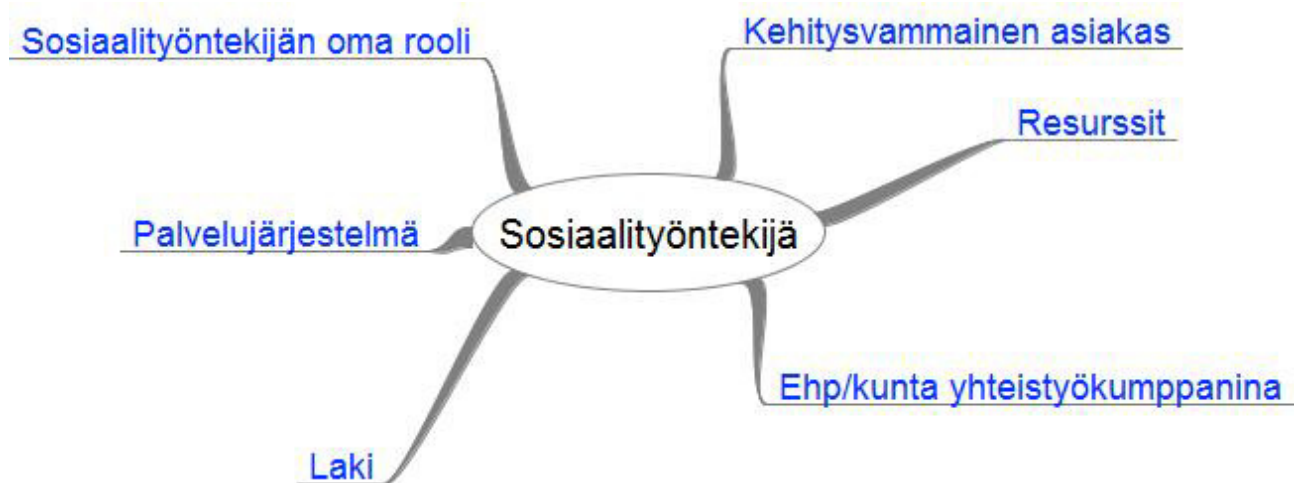 Sosiaalityöntekijän oma rooli
Kehitysvammainen asiakas
Resurssit
Palvelujärjestelmä
Sosiaalityöntekijä
Ehp/kunta yhteistyökumppanina
Laki